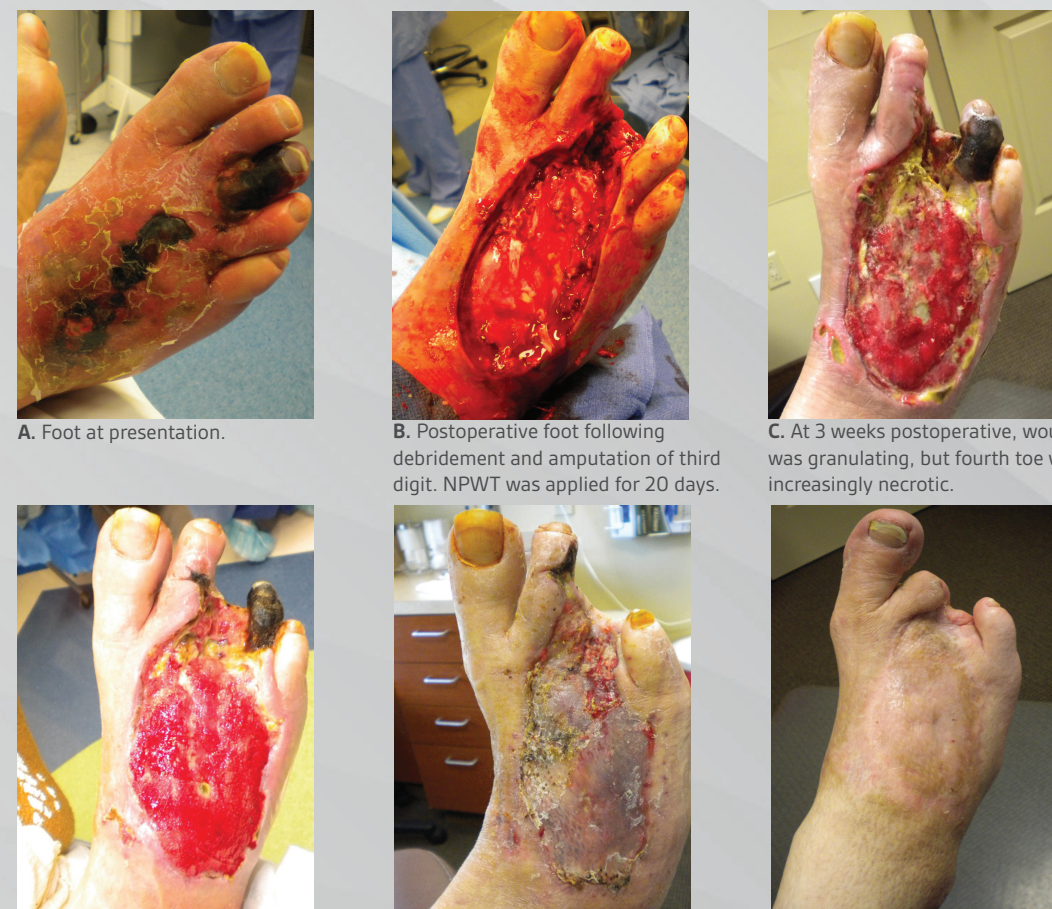 A. Foot at presentation.
B. Postoperative foot following
debridement and amputation of third
digit. NPWT was applied for 20 days.
C. At 3 weeks postoperative,
was granulating, but fourth toe
increasingly necrotic.